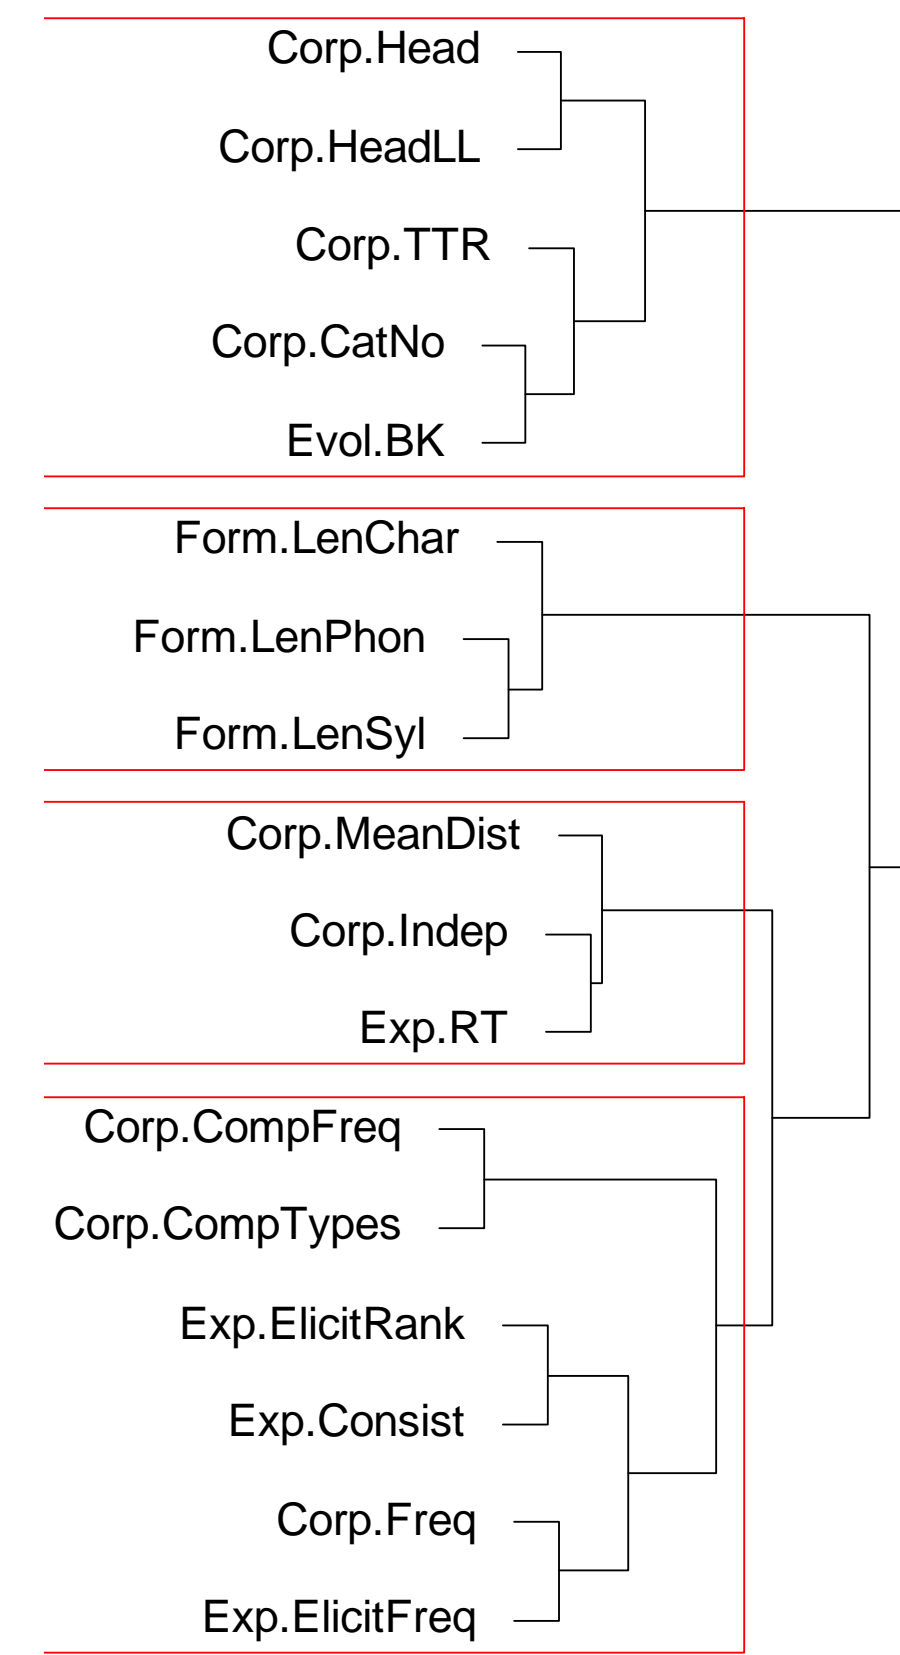 Corp.Head
Corp.HeadLL
Corp.TTR
Corp.CatNo
Evol.BK
Form.LenChar
Form.LenPhon
Form.LenSyl
Corp.MeanDist
Corp.Indep
Exp.RT
Corp.CompFreq
Corp.CompTypes
Exp.ElicitRank
Exp.Consist
Corp.Freq
Exp.ElicitFreq